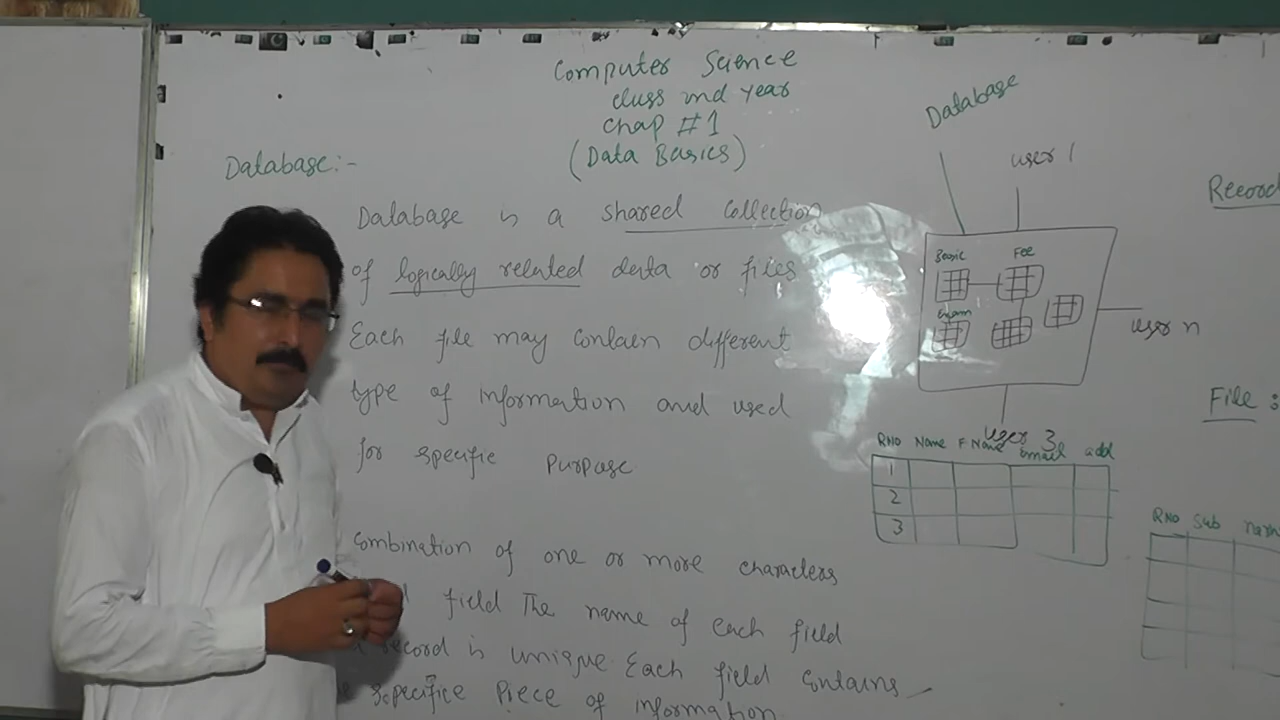 Computer Science
class 2nd year
chap #1
(Data Basics)
Database:-
Database is a shared collection
of logically related data or files
Each file may contain different
type of information and used
for specific Purpose
Combination of one or more characters
field The name of each field
record is unique Each field contains
specific Piece of information
Database
user 1
Basic Fee
Exam
user n
user 3
RNO Name F Name email add
1
2
3
Record
File :
RNO Sub name